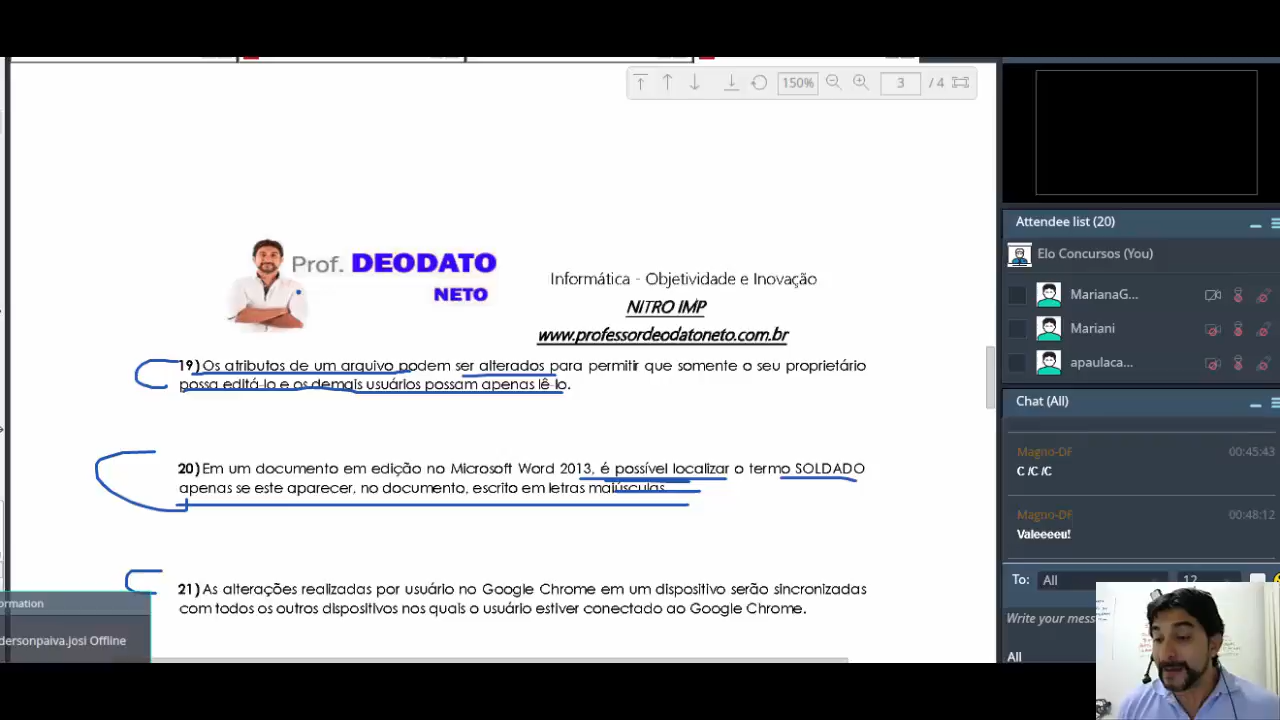 150%
3
/ 4
Prof. DEODATO
NETO
Informática - Objetividade e Inovação
NITRO IMP
www.professordeodatoneto.com.br
19) Os atributos de um arquivo podem ser alterados para permitir que somente o seu proprietário
possa editá-lo e os demais usuários possam apenas lê-lo.
20) Em um documento em edição no Microsoft Word 2013, é possível localizar o termo SOLDADO
apenas se este aparecer, no documento, escrito em letras maiúsculas.
21) As alterações realizadas por usuário no Google Chrome em um dispositivo serão sincronizadas
com todos os outros dispositivos nos quais o usuário estiver conectado ao Google Chrome.
ormation
dersonpaiva.josi Offline
Attendee list (20)
Elo Concursos (You)
MarianaG...
Mariani
apaulaca...
Chat (All)
Magno-DF 00:45:43
C /C /C
Magno-DF 00:48:12
Valeeeeu!
To: All 12
Write your mess
All